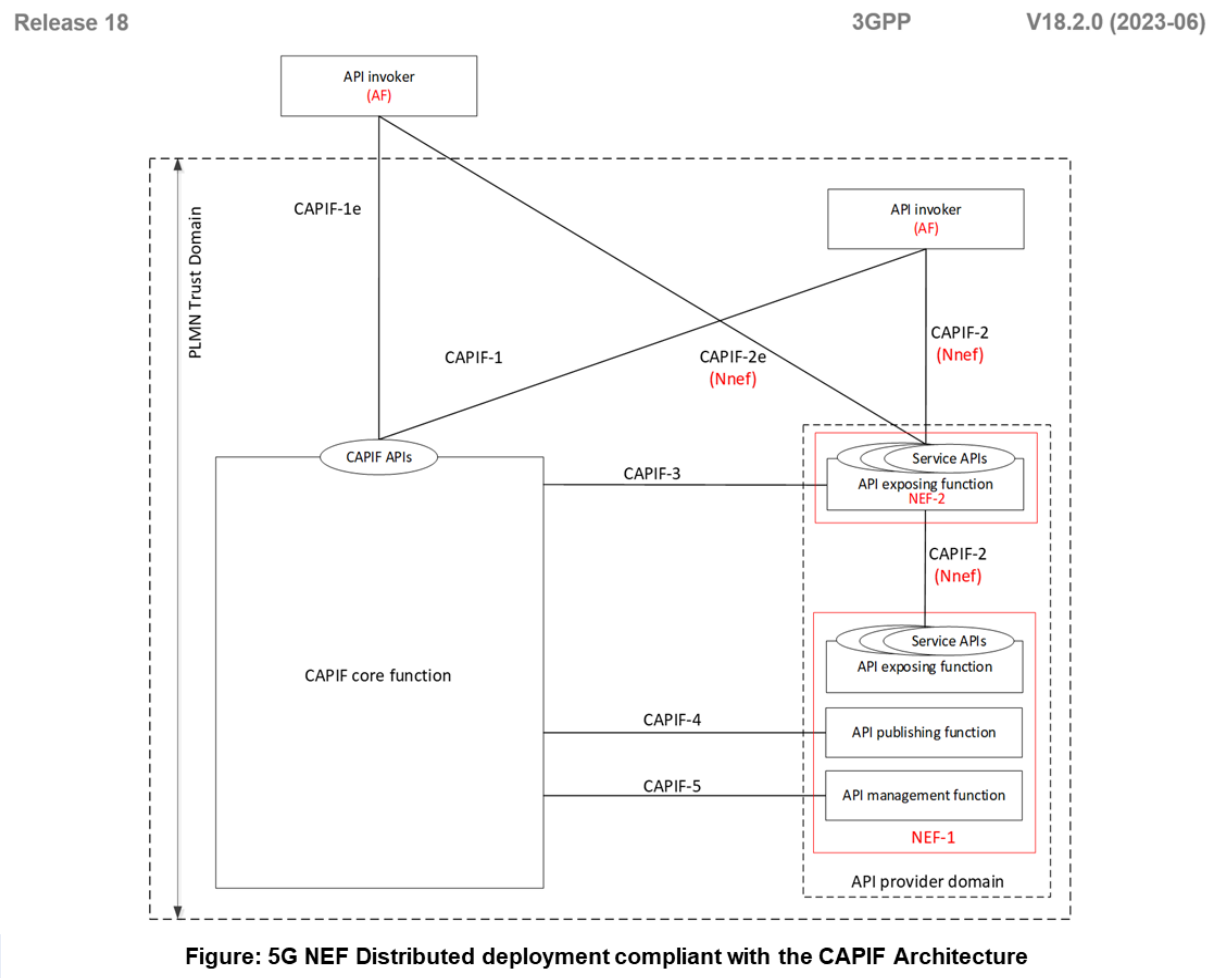 Release 18 3GPP V18.2.0 (2023-06)
API invoker
(AF)
PLMN Trust Domain
CAPIF-1e
API invoker
(AF)
CAPIF-1
CAPIF-2e
(Nnef)
CAPIF-2
(Nnef)
CAPIF APIs
CAPIF-3
Service APIs
API exposing function
NEF-2
CAPIF-2
(Nnef)
CAPIF core function
Service APIs
API exposing function
CAPIF-4
API publishing function
CAPIF-5
API management function
NEF-1
API provider domain
Figure: 5G NEF Distributed deployment compliant with the CAPIF Architecture